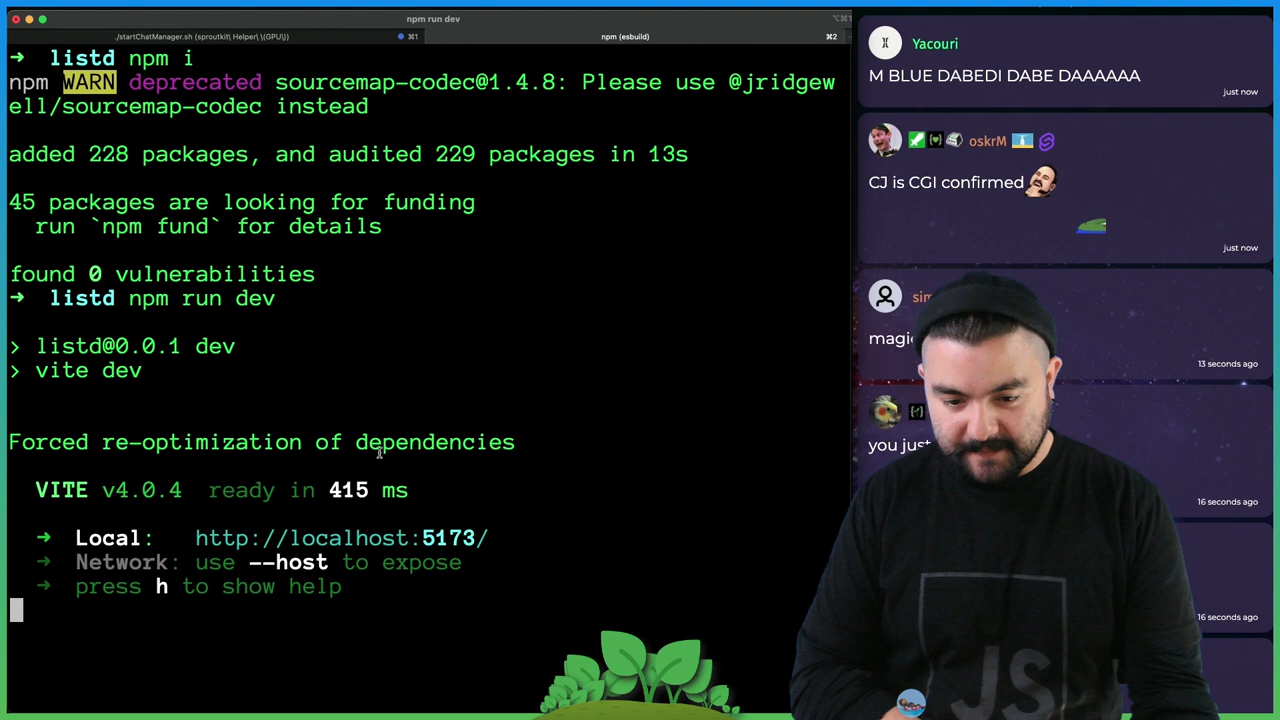 npm run dev
./startChatManager.sh (sproutkit\ Helper\ \(GPU\))
⌘1
npm (esbuild)
⌘2
➜ listd npm i
npm WARN deprecated sourcemap-codec@1.4.8: Please use @jridgew
ell/sourcemap-codec instead
added 228 packages, and audited 229 packages in 13s
45 packages are looking for funding
run `npm fund` for details
found 0 vulnerabilities
➜ listd npm run dev
> listd@0.0.1 dev
> vite dev
Forced re-optimization of dependencies
VITE v4.0.4 ready in 415 ms
➜ Local: http://localhost:5173/
➜ Network: use --host to expose
➜ press h to show help
Yacouri
M BLUE DABEDI DABE DAAAAAA
just now
oskrM
CJ is CGI confirmed
just now
13 seconds ago
you just
16 seconds ago
16 seconds ago
JS